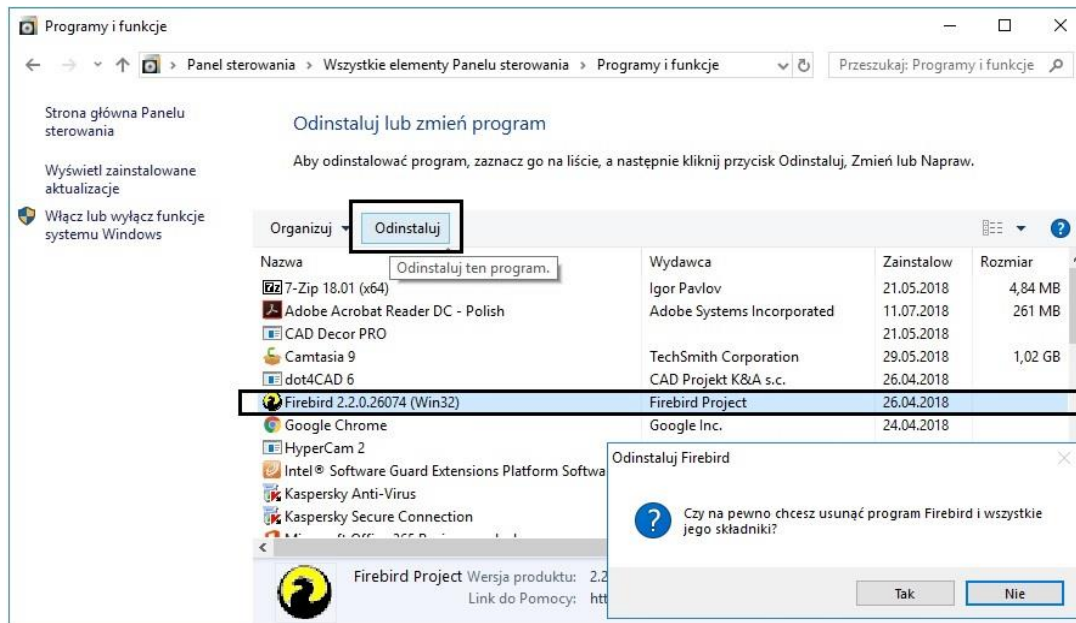 Programy i funkcje
Panel sterowania > Wszystkie elementy Panelu sterowania > Programy i funkcje
Przeszukaj: Programy i funkcje
Strona główna Panelu
sterowania
Wyświetl zainstalowane
aktualizacje
Włącz lub wyłącz funkcje
systemu Windows
Odinstaluj lub zmień program
Aby odinstalować program, zaznacz go na liście, a następnie kliknij przycisk Odinstaluj, Zmień lub Napraw.
Organizuj Odinstaluj
Odinstaluj ten program.
Nazwa Wydawca Zainstalow Rozmiar
7-Zip 18.01 (x64) Igor Pavlov 21.05.2018 4,84 MB
Adobe Acrobat Reader DC - Polish Adobe Systems Incorporated 11.07.2018 261 MB
CAD Decor PRO 21.05.2018
Camtasia 9 TechSmith Corporation 29.05.2018 1,02 GB
dot4CAD 6 CAD Projekt K&A s.c. 26.04.2018
Firebird 2.2.0.26074 (Win32) Firebird Project 26.04.2018
Google Chrome Google Inc. 24.04.2018
HyperCam 2
Intel® Software Guard Extensions Platform Softwa
Kaspersky Anti-Virus
Kaspersky Secure Connection
Firebird Project Wersja produktu: 2.2
Link do Pomocy: htt
Odinstaluj Firebird
Czy na pewno chcesz usunąć program Firebird i wszystkie
jego składniki?
Tak Nie